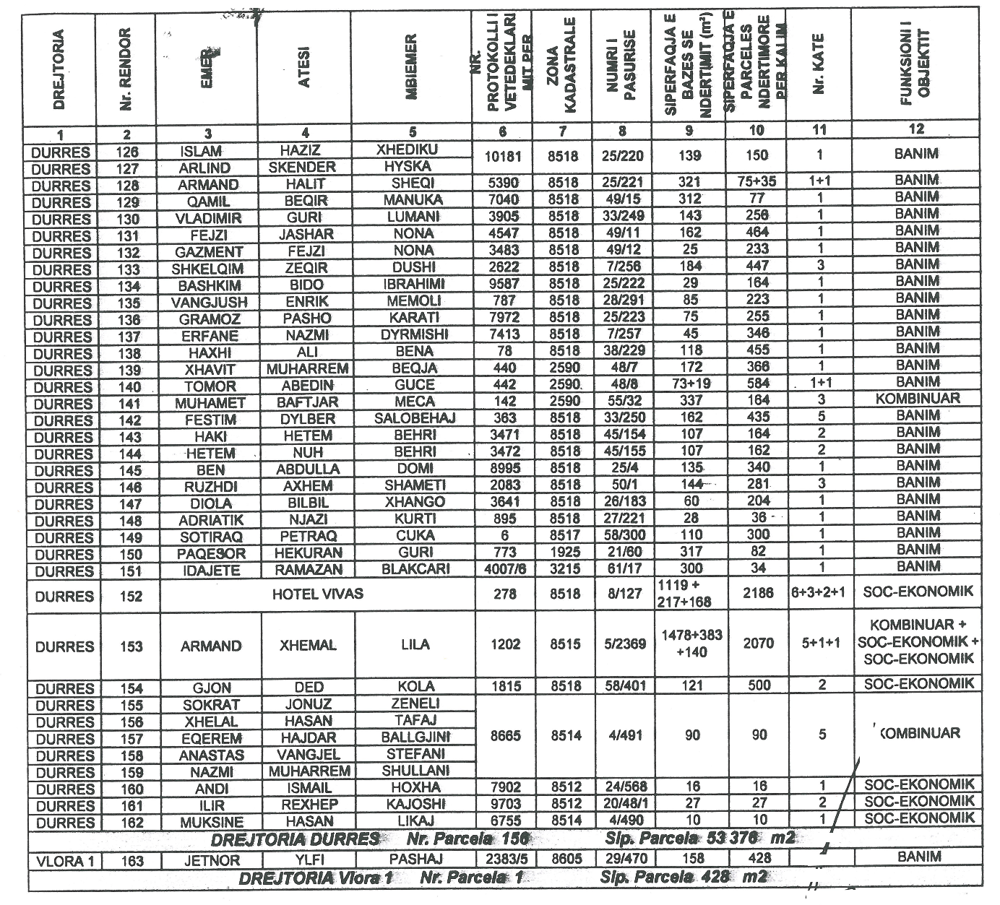 DREJTORIA | Nr. RENDOR | EMER | ATESI | MBIEMER | NR. PROTOKOLLI I VETEDEKLARI MIT PER | ZONA KADASTRALE | NUMRI I PASURISE | SIPERFAQJA E BAZES SE NDERTIMIT (m²) | SIPERFAQJA E PARCELES NDERTIMORE PER KALIM | Nr. KATE | FUNKSIONI I OBJEKTIT
1 | 2 | 3 | 4 | 5 | 6 | 7 | 8 | 9 | 10 | 11 | 12
DURRES | 126 | ISLAM | HAZIZ | XHEDIKU | 10181 | 8518 | 25/220 | 139 | 150 | 1 | BANIM
DURRES | 127 | ARLIND | SKENDER | HYSKA
DURRES | 128 | ARMAND | HALIT | SHEQI | 5390 | 8518 | 25/221 | 321 | 75+35 | 1+1 | BANIM
DURRES | 129 | QAMIL | BEQIR | MANUKA | 7040 | 8518 | 49/15 | 312 | 77 | 1 | BANIM
DURRES | 130 | VLADIMIR | GURI | LUMANI | 3905 | 8518 | 33/249 | 143 | 256 | 1 | BANIM
DURRES | 131 | FEJZI | JASHAR | NONA | 4547 | 8518 | 49/11 | 162 | 464 | 1 | BANIM
DURRES | 132 | GAZMENT | FEJZI | NONA | 3483 | 8518 | 49/12 | 25 | 233 | 1 | BANIM
DURRES | 133 | SHKELQIM | ZEQIR | DUSHI | 2622 | 8518 | 7/256 | 184 | 447 | 3 | BANIM
DURRES | 134 | BASHKIM | BIDO | IBRAHIMI | 9587 | 8518 | 25/222 | 29 | 164 | 1 | BANIM
DURRES | 135 | VANGJUSH | ENRIK | MEMOLI | 787 | 8518 | 28/291 | 85 | 223 | 1 | BANIM
DURRES | 136 | GRAMOZ | PASHO | KARATI | 7972 | 8518 | 25/223 | 75 | 255 | 1 | BANIM
DURRES | 137 | ERFANE | NAZMI | DYRMISHI | 7413 | 8518 | 7/257 | 45 | 346 | 1 | BANIM
DURRES | 138 | HAXHI | ALI | BENA | 78 | 8518 | 38/229 | 118 | 455 | 1 | BANIM
DURRES | 139 | XHAVIT | MUHARREM | BEQJA | 440 | 2590 | 48/7 | 172 | 366 | 1 | BANIM
DURRES | 140 | TOMOR | ABEDIN | GUCE | 442 | 2590 | 48/8 | 73+19 | 584 | 1+1 | BANIM
DURRES | 141 | MUHAMET | BAFTJAR | MECA | 142 | 2590 | 55/32 | 337 | 164 | 3 | KOMBINUAR
DURRES | 142 | FESTIM | DYLBER | SALOBEHAJ | 363 | 8518 | 33/250 | 162 | 435 | 5 | BANIM
DURRES | 143 | HAKI | HETEM | BEHRI | 3471 | 8518 | 45/154 | 107 | 164 | 2 | BANIM
DURRES | 144 | HETEM | NUH | BEHRI | 3472 | 8518 | 45/155 | 107 | 162 | 2 | BANIM
DURRES | 145 | BEN | ABDULLA | DOMI | 8995 | 8518 | 25/4 | 135 | 340 | 1 | BANIM
DURRES | 146 | RUZHDI | AXHEM | SHAMETI | 2083 | 8518 | 50/1 | 144 | 281 | 3 | BANIM
DURRES | 147 | DIOLA | BILBIL | XHANGO | 3641 | 8518 | 26/183 | 60 | 204 | 1 | BANIM
DURRES | 148 | ADRIATIK | NJAZI | KURTI | 895 | 8518 | 27/221 | 28 | 36 | 1 | BANIM
DURRES | 149 | SOTIRAQ | PETRAQ | CUKA | 6 | 8517 | 58/300 | 110 | 300 | 1 | BANIM
DURRES | 150 | PAQESOR | HEKURAN | GURI | 773 | 1925 | 21/60 | 317 | 82 | 1 | BANIM
DURRES | 151 | IDAJETE | RAMAZAN | BLAKCARI | 4007/6 | 3215 | 61/17 | 300 | 34 | 1 | BANIM
DURRES | 152 | HOTEL VIVAS | 278 | 8518 | 8/127 | 1119 + 217+168 | 2186 | 6+3+2+1 | SOC-EKONOMIK
DURRES | 153 | ARMAND | XHEMAL | LILA | 1202 | 8515 | 5/2369 | 1478+383 +140 | 2070 | 5+1+1 | KOMBINUAR + SOC-EKONOMIK + SOC-EKONOMIK
DURRES | 154 | GJON | DED | KOLA | 1815 | 8518 | 58/401 | 121 | 500 | 2 | SOC-EKONOMIK
DURRES | 155 | SOKRAT | JONUZ | ZENELI
DURRES | 156 | XHELAL | HASAN | TAFAJ
DURRES | 157 | EQEREM | HAJDAR | BALLGJINI | 8665 | 8514 | 4/491 | 90 | 90 | 5 | KOMBINUAR
DURRES | 158 | ANASTAS | VANGJEL | STEFANI
DURRES | 159 | NAZMI | MUHARREM | SHULLANI
DURRES | 160 | ANDI | ISMAIL | HOXHA | 7902 | 8512 | 24/568 | 16 | 16 | 1 | SOC-EKONOMIK
DURRES | 161 | ILIR | REXHEP | KAJOSHI | 9703 | 8512 | 20/48/1 | 27 | 27 | 2 | SOC-EKONOMIK
DURRES | 162 | MUKSINE | HASAN | LIKAJ | 6755 | 8514 | 4/490 | 10 | 10 | 1 | SOC-EKONOMIK
DREJTORIA DURRES Nr. Parcela 156 Sip. Parcela 53 376 m2
VLORA 1 | 163 | JETNOR | YLFI | PASHAJ | 2383/5 | 8605 | 29/470 | 158 | 428 | BANIM
DREJTORIA Vlora 1 Nr. Parcela 1 Sip. Parcela 428 m2